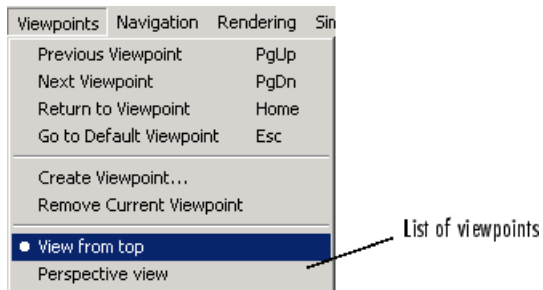 Viewpoints Navigation Rendering Sin
Previous Viewpoint PgUp
Next Viewpoint PgDn
Return to Viewpoint Home
Go to Default Viewpoint Esc
Create Viewpoint...
Remove Current Viewpoint
View from top
Perspective view
List of viewpoints